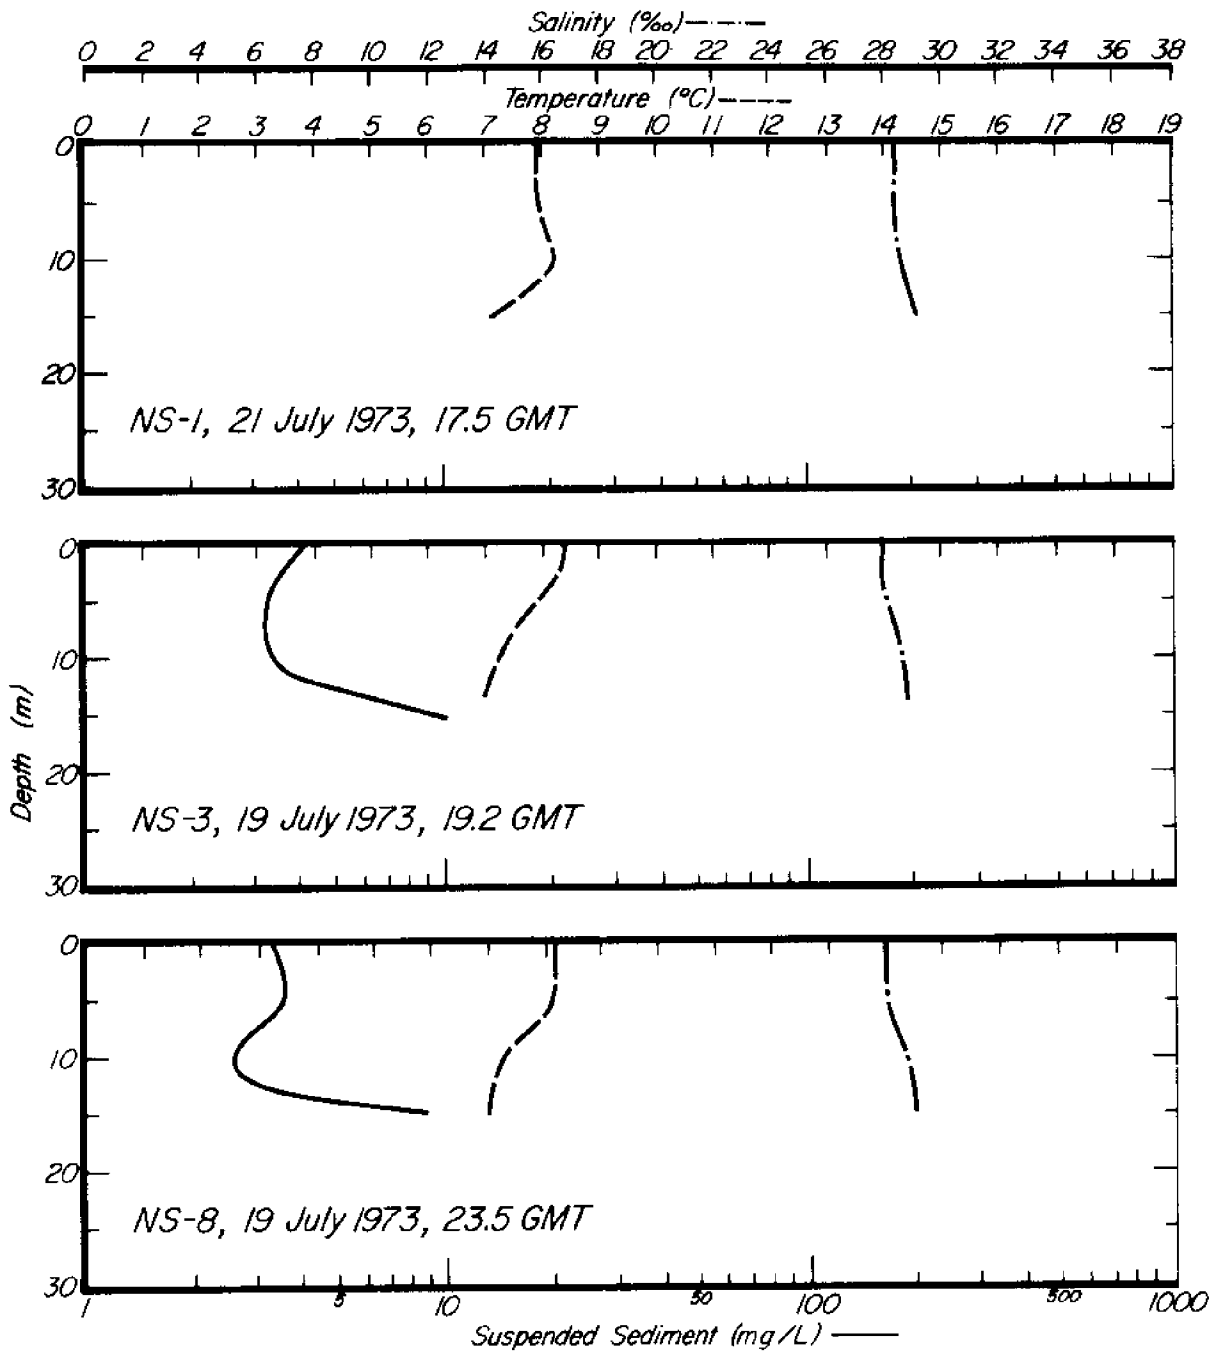 Salinity (‰)
0 2 4 6 8 10 12 14 16 18 20 22 24 26 28 30 32 34 36 38
Temperature (°C)
0 1 2 3 4 5 6 7 8 9 10 11 12 13 14 15 16 17 18 19
0
10
20
NS-1, 21 July 1973, 17.5 GMT
30
0
10
Depth (m)
20
NS-3, 19 July 1973, 19.2 GMT
30
0
10
20
NS-8, 19 July 1973, 23.5 GMT
30
1 5 10 50 100 500 1000
Suspended Sediment (mg/L)